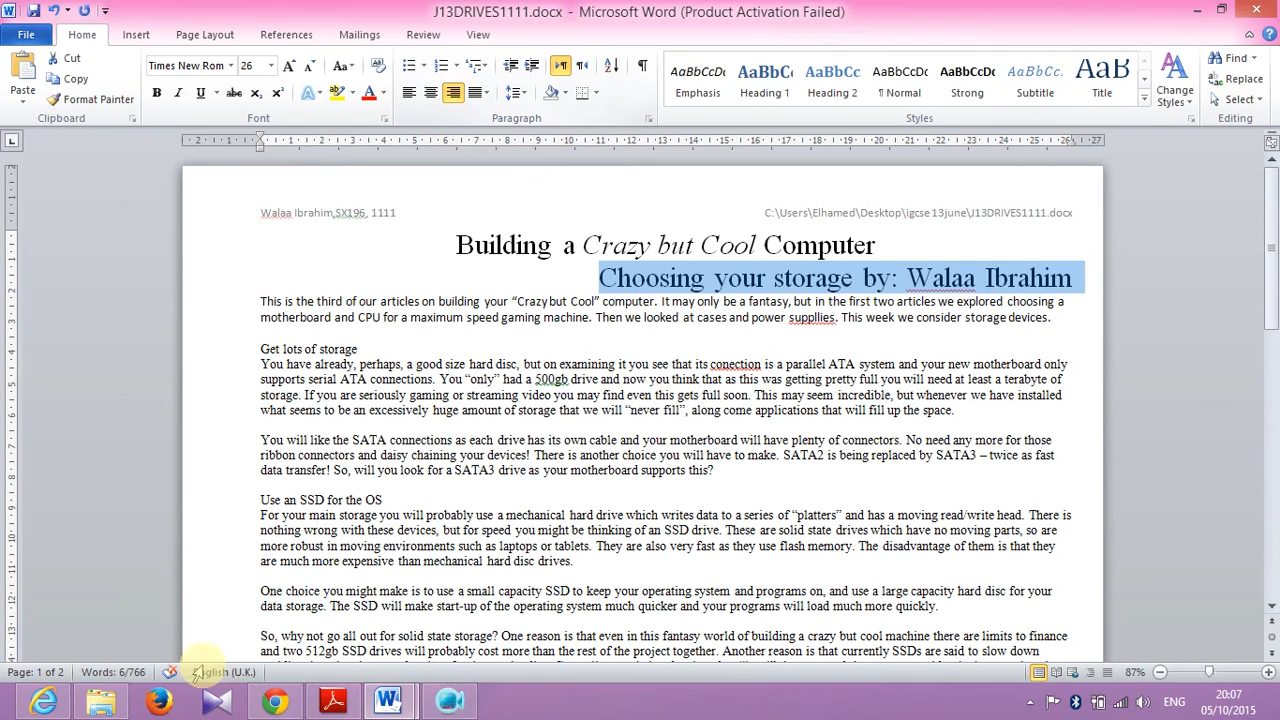 J13DRIVES1111.docx - Microsoft Word (Product Activation Failed)
File Home Insert Page Layout References Mailings Review View
Paste
Cut
Copy
Format Painter
Clipboard
Times New Rom 26
Font
Paragraph
AaBbCcDc AaBbC AaBbCc AaBbCcDc AaBbCcDc AaBbCcDc AaB
Emphasis Heading 1 Heading 2 ¶ Normal Strong Subtitle Title
Change Styles
Styles
Find
Replace
Select
Editing
Walaa Ibrahim,SX196, 1111 C:\Users\Elhamed\Desktop\igcse 13june\J13DRIVES1111.docx
Building a Crazy but Cool Computer
Choosing your storage by: Walaa Ibrahim
This is the third of our articles on building your “Crazy but Cool” computer. It may only be a fantasy, but in the first two articles we explored choosing a
motherboard and CPU for a maximum speed gaming machine. Then we looked at cases and power suppllies. This week we consider storage devices.
Get lots of storage
You have already, perhaps, a good size hard disc, but on examining it you see that its conection is a parallel ATA system and your new motherboard only
supports serial ATA connections. You “only” had a 500gb drive and now you think that as this was getting pretty full you will need at least a terabyte of
storage. If you are seriously gaming or streaming video you may find even this gets full soon. This may seem incredible, but whenever we have installed
what seems to be an excessively huge amount of storage that we will “never fill”, along come applications that will fill up the space.
You will like the SATA connections as each drive has its own cable and your motherboard will have plenty of connectors. No need any more for those
ribbon connectors and daisy chaining your devices! There is another choice you will have to make. SATA2 is being replaced by SATA3 – twice as fast
data transfer! So, will you look for a SATA3 drive as your motherboard supports this?
Use an SSD for the OS
For your main storage you will probably use a mechanical hard drive which writes data to a series of “platters” and has a moving read/write head. There is
nothing wrong with these devices, but for speed you might be thinking of an SSD drive. These are solid state drives which have no moving parts, so are
more robust in moving environments such as laptops or tablets. They are also very fast as they use flash memory. The disadvantage of them is that they
are much more expensive than mechanical hard disc drives.
One choice you might make is to use a small capacity SSD to keep your operating system and programs on, and use a large capacity hard disc for your
data storage. The SSD will make start-up of the operating system much quicker and your programs will load much more quickly.
So, why not go all out for solid state storage? One reason is that even in this fantasy world of building a crazy but cool machine there are limits to finance
and two 512gb SSD drives will probably cost more than the rest of the project together. Another reason is that currently SSDs are said to slow down
Page: 1 of 2 Words: 6/766 English (U.K.) 87%
ENG
20:07
05/10/2015